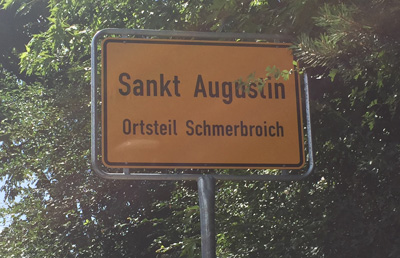 Sankt Augustin
Ortsteil Schmerbroich